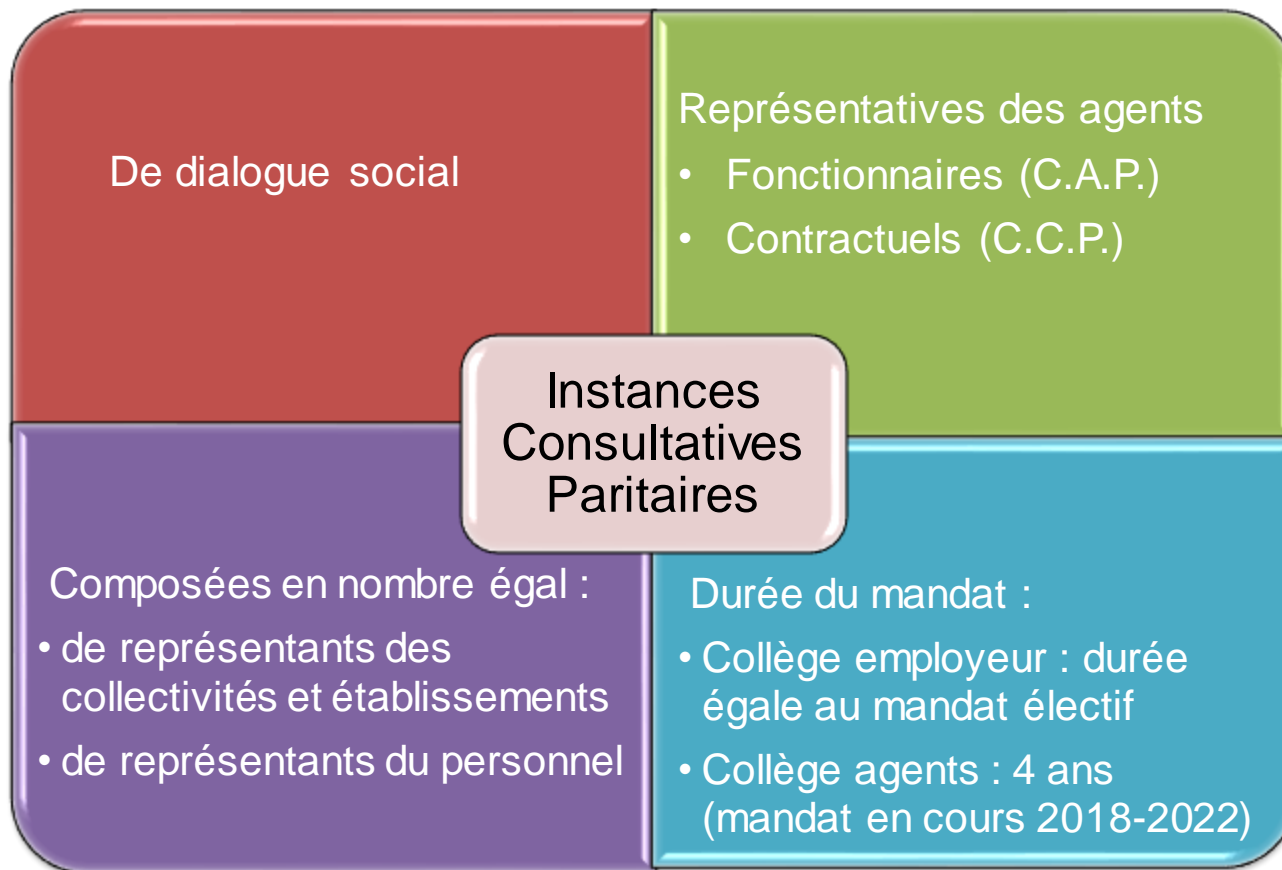 De dialogue social
Représentatives des agents
• Fonctionnaires (C.A.P.)
• Contractuels (C.C.P.)
Instances
Consultatives
Paritaires
Composées en nombre égal :
• de représentants des
collectivités et établissements
• de représentants du personnel
Durée du mandat :
• Collège employeur : durée
égale au mandat électif
• Collège agents : 4 ans
(mandat en cours 2018-2022)